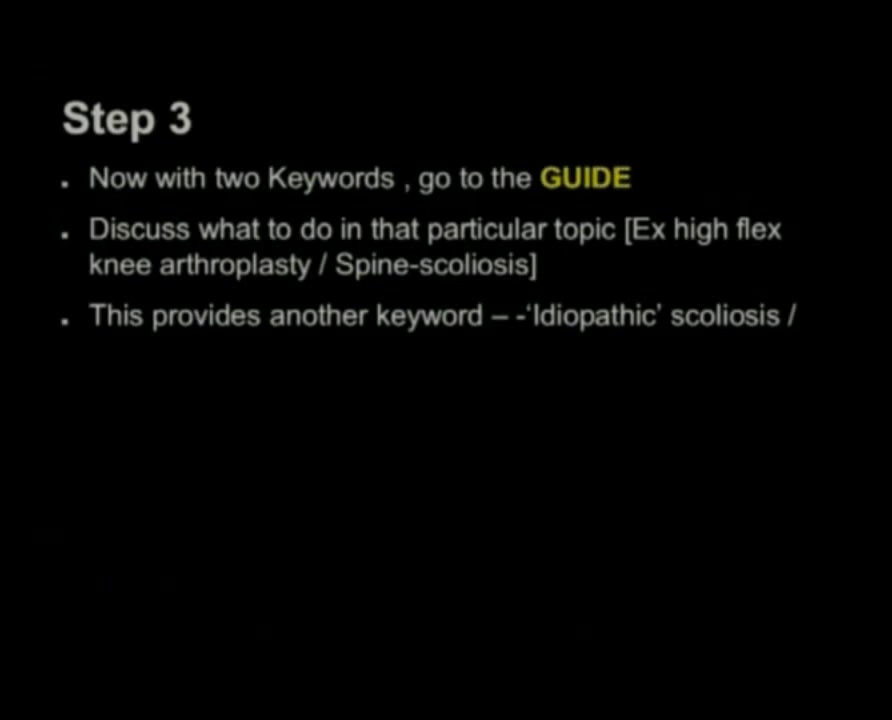 Step 3
. Now with two Keywords , go to the GUIDE
. Discuss what to do in that particular topic [Ex high flex
knee arthroplasty / Spine-scoliosis]
. This provides another keyword – -‘Idiopathic’ scoliosis /